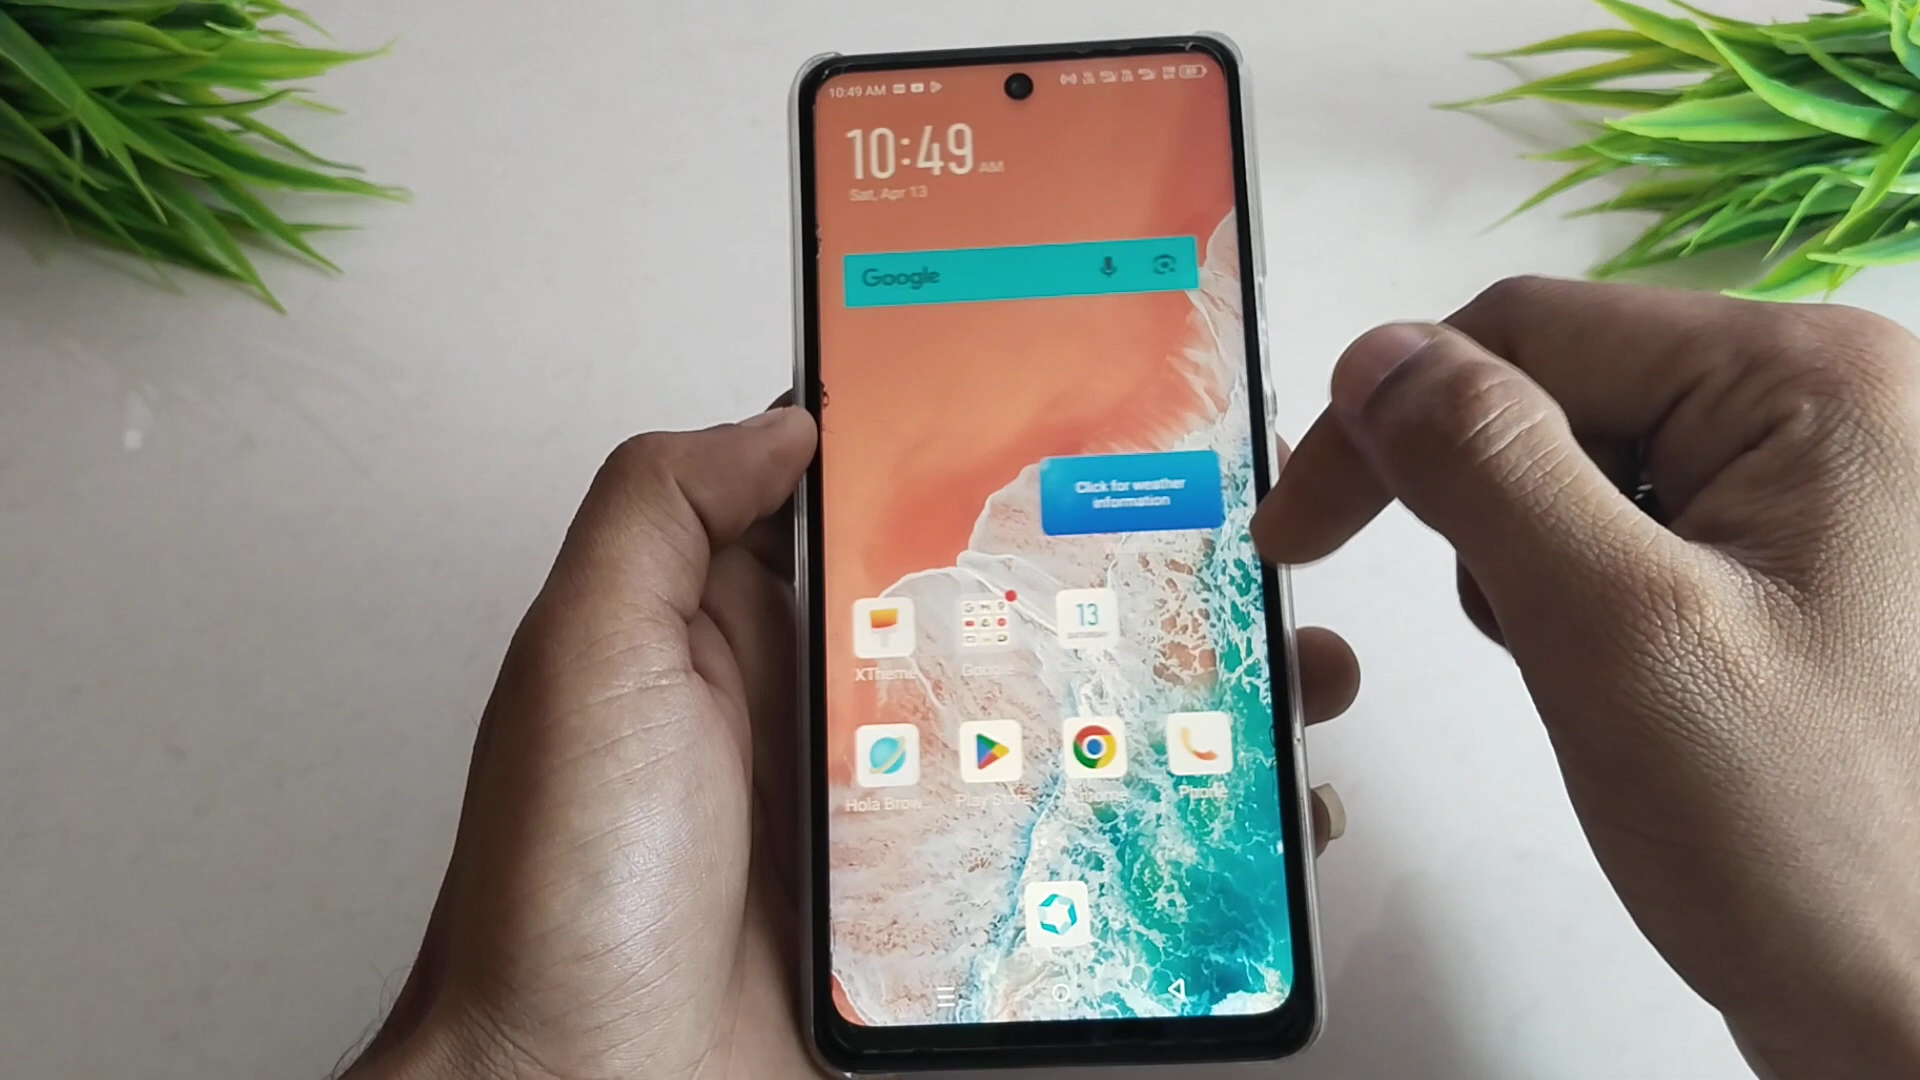 10:49 AM
10:49 AM
Sat, Apr 13
Google
Click for weather
information
13
SATURDAY
XTheme
Google
Hola Brow...
Play Store
Chrome
Phone